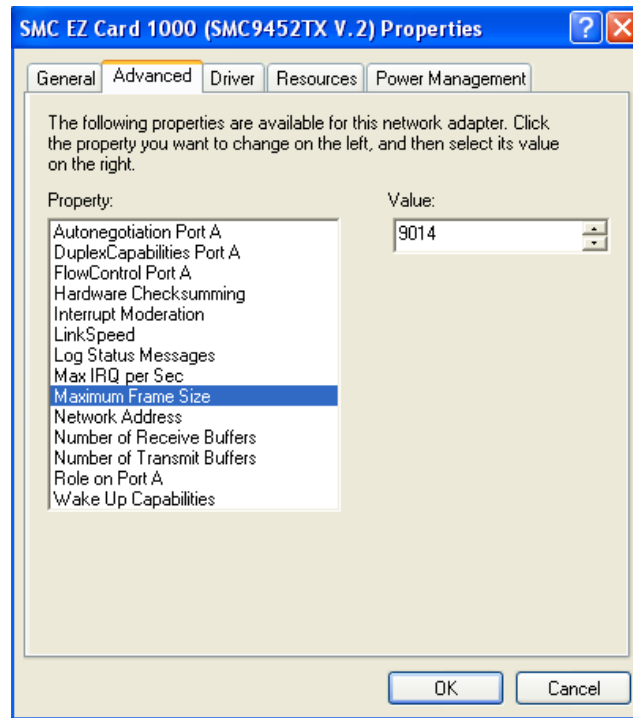 SMC EZ Card 1000 (SMC9452TX V.2) Properties
General Advanced Driver Resources Power Management
The following properties are available for this network adapter. Click
the property you want to change on the left, and then select its value
on the right.
Property:
Value:
Autonegotiation Port A
DuplexCapabilities Port A
FlowControl Port A
Hardware Checksumming
Interrupt Moderation
LinkSpeed
Log Status Messages
Max IRQ per Sec
Maximum Frame Size
Network Address
Number of Receive Buffers
Number of Transmit Buffers
Role on Port A
Wake Up Capabilities
9014
OK
Cancel